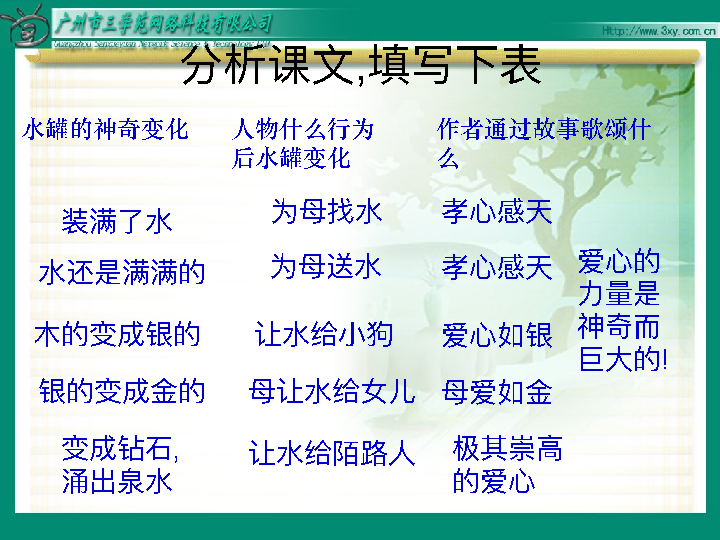 广州市三学苑网络科技有限公司
Guangzhou Sanxueyuan Network Science & Technology Ltd
Http://www.3xy.com.cn
分析课文,填写下表
水罐的神奇变化 人物什么行为 作者通过故事歌颂什
后水罐变化 么
装满了水 为母找水 孝心感天
水还是满满的 为母送水 孝心感天 爱心的
力量是
神奇而
巨大的!
木的变成银的 让水给小狗 爱心如银
银的变成金的 母让水给女儿 母爱如金
变成钻石, 让水给陌路人 极其崇高
涌出泉水 的爱心